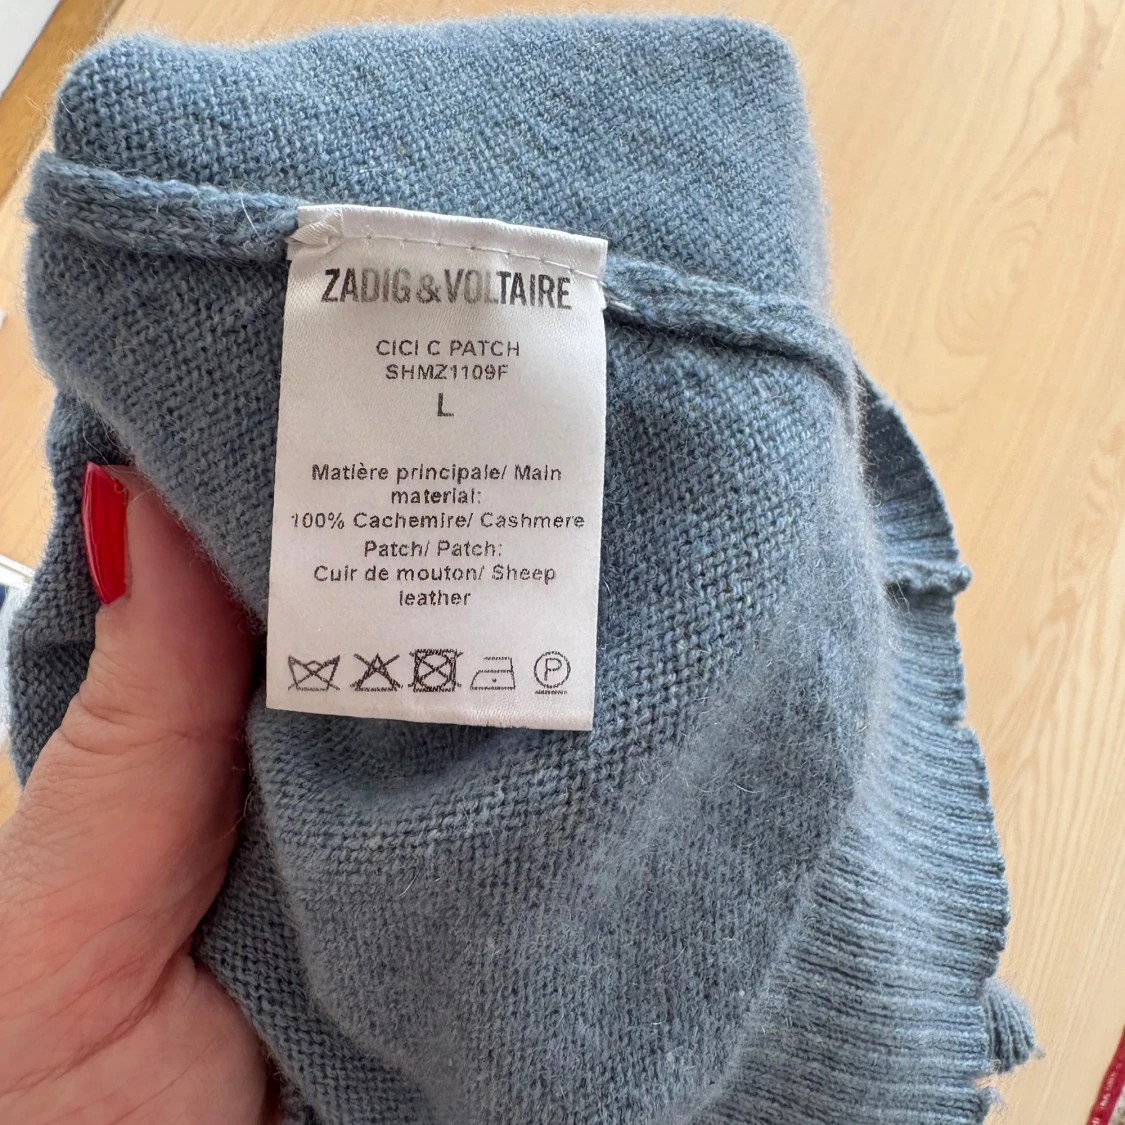 ZADIG&VOLTAIRE
CICI C PATCH
SHMZ1109F
L
Matière principale/ Main
material:
100% Cachemire/ Cashmere
Patch/ Patch:
Cuir de mouton/ Sheep
leather
P